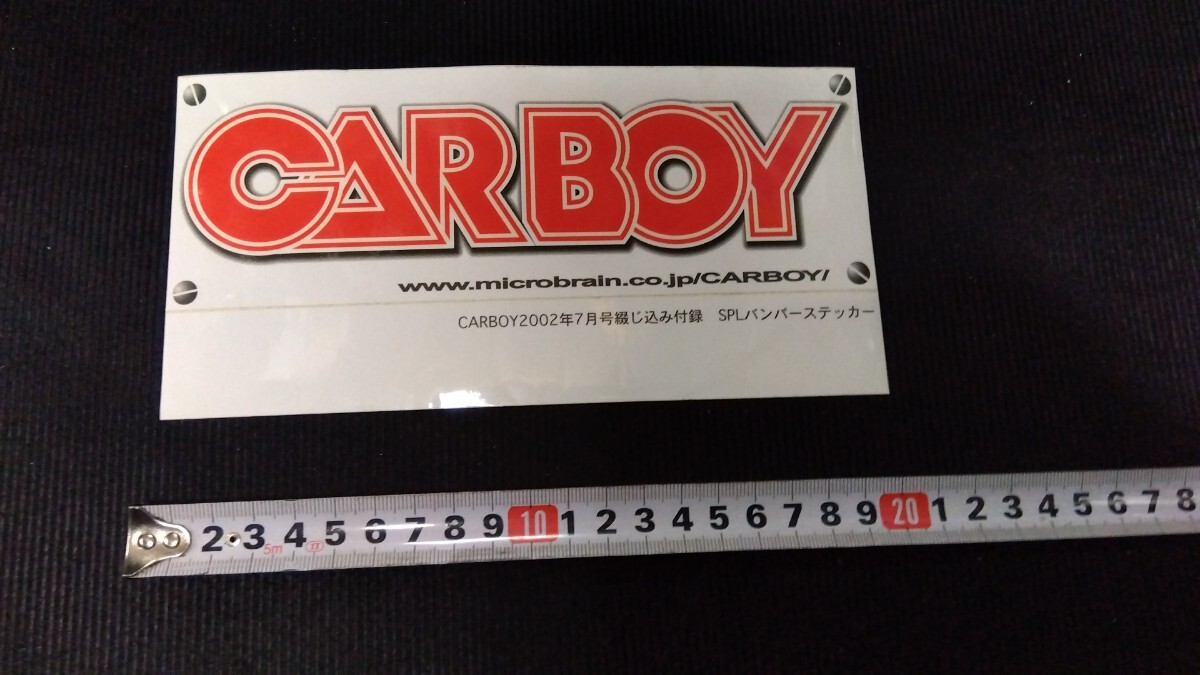 CARBOY
www.microbrain.co.jp/CARBOY/
CARBOY2002年7月号綴じ込み付録 SPLバンパーステッカー
2 3 4 5 6 7 8 9 10 1 2 3 4 5 6 7 8 9 20 1 2 3 4 5 6 7 8
5m